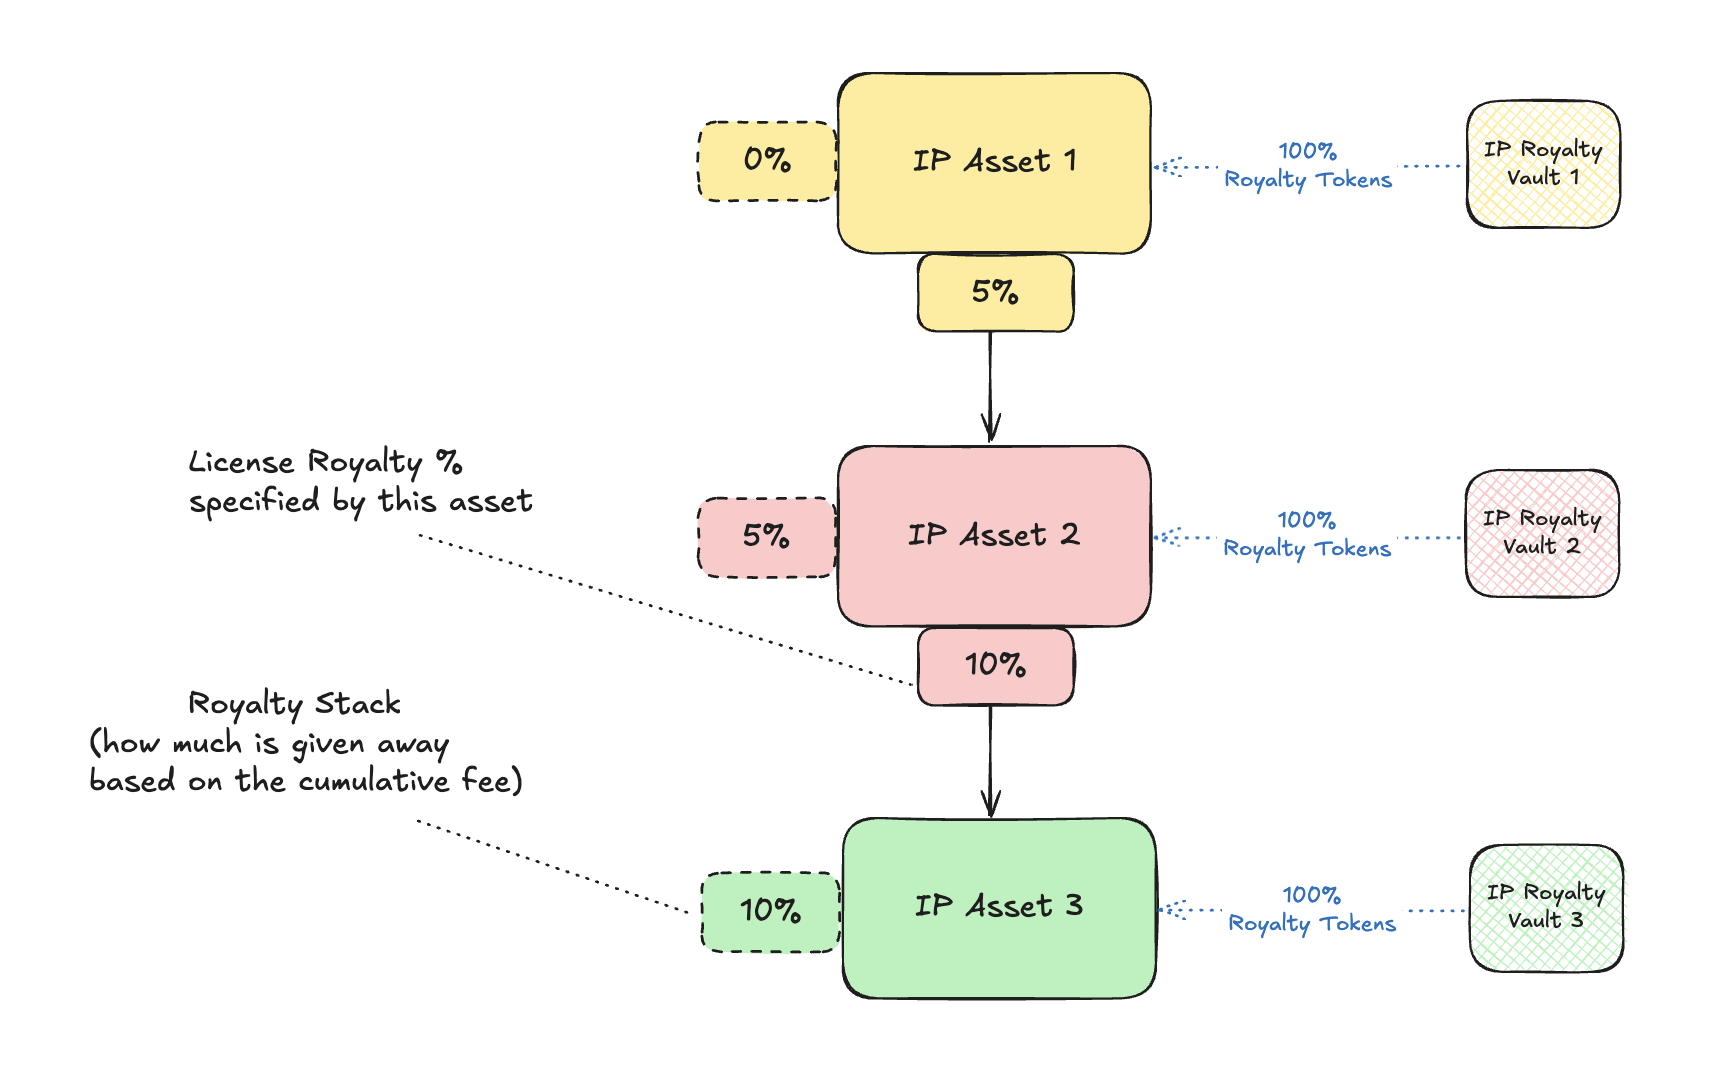 0%
IP Asset 1
100%
Royalty Tokens
IP Royalty
Vault 1
5%
License Royalty %
specified by this asset
5%
IP Asset 2
100%
Royalty Tokens
IP Royalty
Vault 2
10%
Royalty Stack
(how much is given away
based on the cumulative fee)
10%
IP Asset 3
100%
Royalty Tokens
IP Royalty
Vault 3